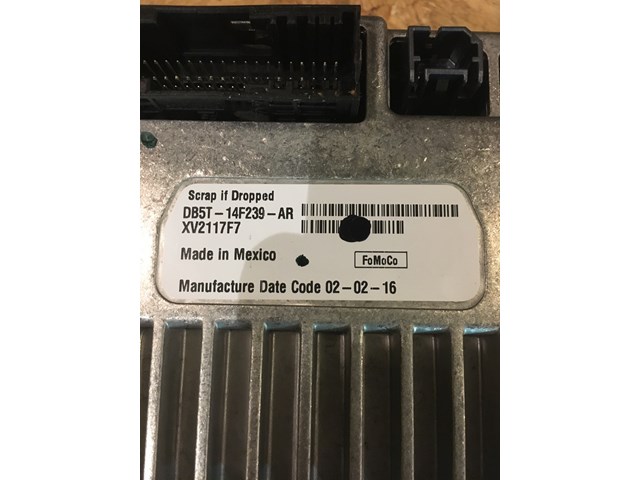 Scrap if Dropped
DB5T-14F239-AR
XV2117F7
Made in Mexico
FoMoCo
Manufacture Date Code 02-02-16